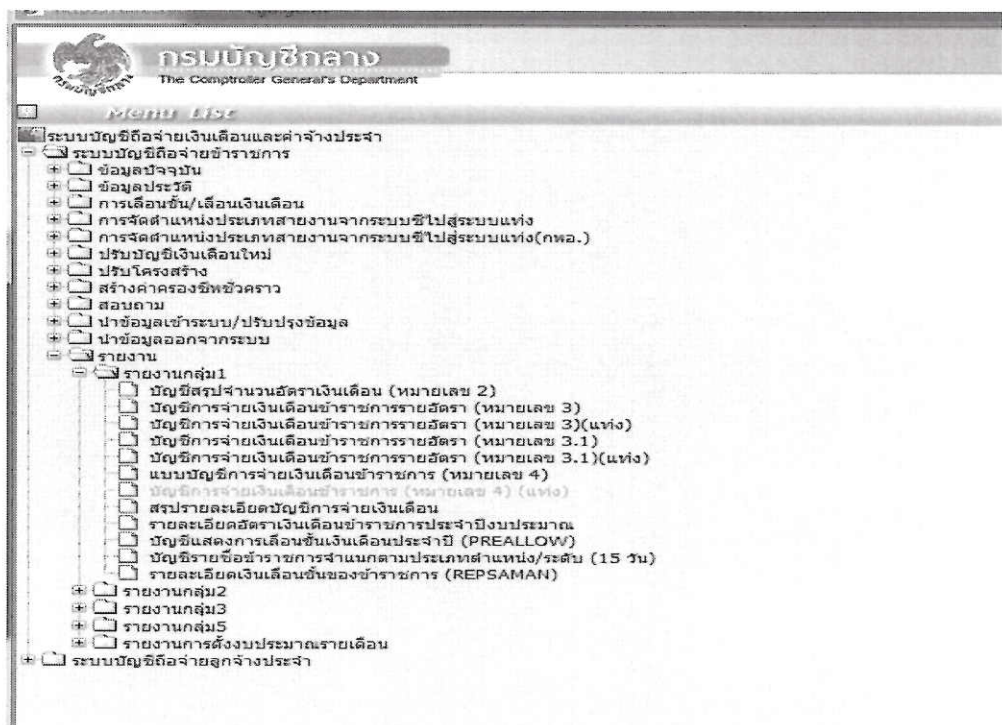 กรมบัญชีกลาง
The Comptroller General's Department
Menu List
ระบบบัญชีถือจ่ายเงินเดือนและค่าจ้างประจำ
ระบบบัญชีถือจ่ายข้าราชการ
ข้อมูลปัจจุบัน
ข้อมูลประวัติ
การเลื่อนขั้น/เลื่อนเงินเดือน
การจัดตำแหน่งประเภทสายงานจากระบบซีไปสู่ระบบแท่ง
การจัดตำแหน่งประเภทสายงานจากระบบซีไปสู่ระบบแท่ง(กพอ.)
ปรับบัญชีเงินเดือนใหม่
ปรับโครงสร้าง
สร้างค่าครองชีพชั่วคราว
สอบถาม
นำข้อมูลเข้าระบบ/ปรับปรุงข้อมูล
นำข้อมูลออกจากระบบ
รายงาน
รายงานกลุ่ม1
บัญชีสรุปจำนวนอัตราเงินเดือน (หมายเลข 2)
บัญชีการจ่ายเงินเดือนข้าราชการรายอัตรา (หมายเลข 3)
บัญชีการจ่ายเงินเดือนข้าราชการรายอัตรา (หมายเลข 3)(แท่ง)
บัญชีการจ่ายเงินเดือนข้าราชการรายอัตรา (หมายเลข 3.1)
บัญชีการจ่ายเงินเดือนข้าราชการรายอัตรา (หมายเลข 3.1)(แท่ง)
แบบบัญชีการจ่ายเงินเดือนข้าราชการ (หมายเลข 4)
บัญชีการจ่ายเงินเดือนข้าราชการ (หมายเลข 4) (แท่ง)
สรุปรายละเอียดบัญชีการจ่ายเงินเดือน
รายละเอียดอัตราเงินเดือนข้าราชการประจำปีงบประมาณ
บัญชีแสดงการเลื่อนขั้นเงินเดือนประจำปี (PREALLOW)
บัญชีรายชื่อข้าราชการจำแนกตามประเภทตำแหน่ง/ระดับ (15 วัน)
รายละเอียดเงินเลื่อนขั้นของข้าราชการ (REPSAMAN)
รายงานกลุ่ม2
รายงานกลุ่ม3
รายงานกลุ่ม5
รายงานการตั้งงบประมาณรายเดือน
ระบบบัญชีถือจ่ายลูกจ้างประจำ